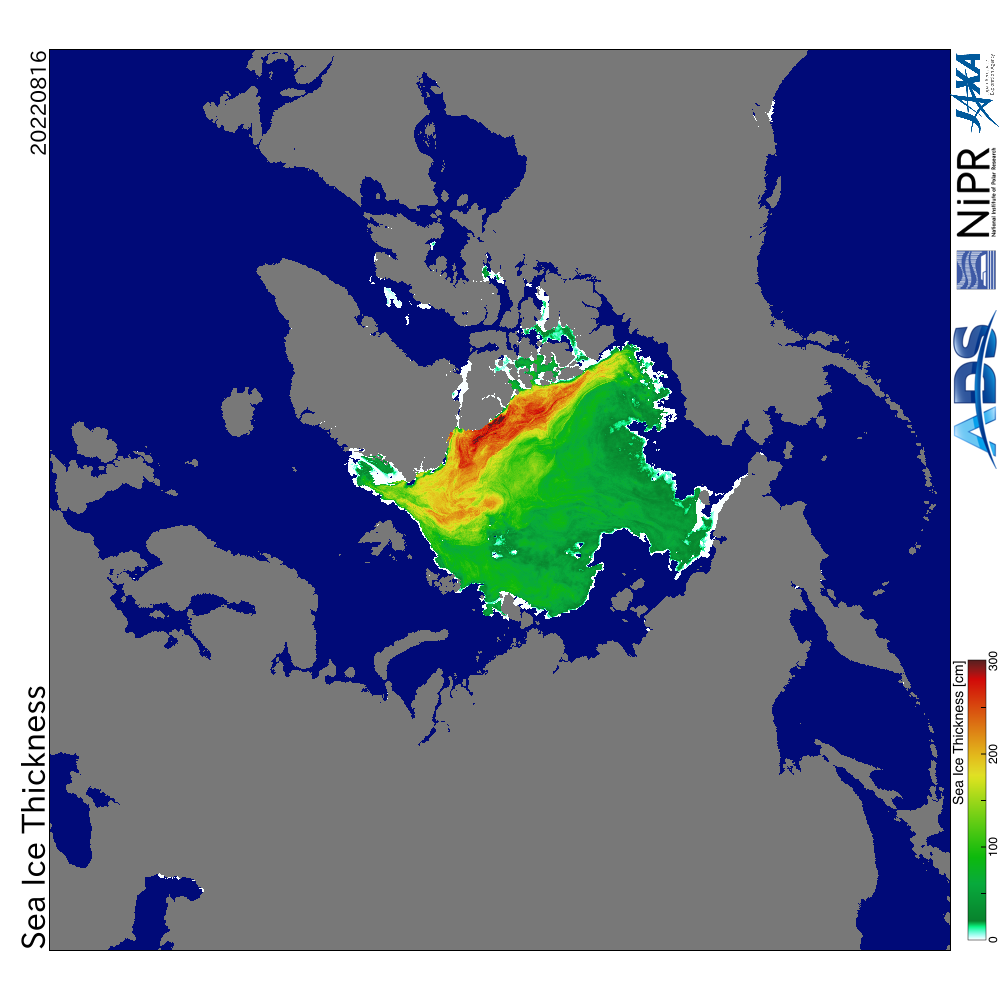 Sea Ice Thickness
20220816
JAXA
NiPR
National Institute of Polar Research
ADS
Sea Ice Thickness [cm]
0
100
200
300